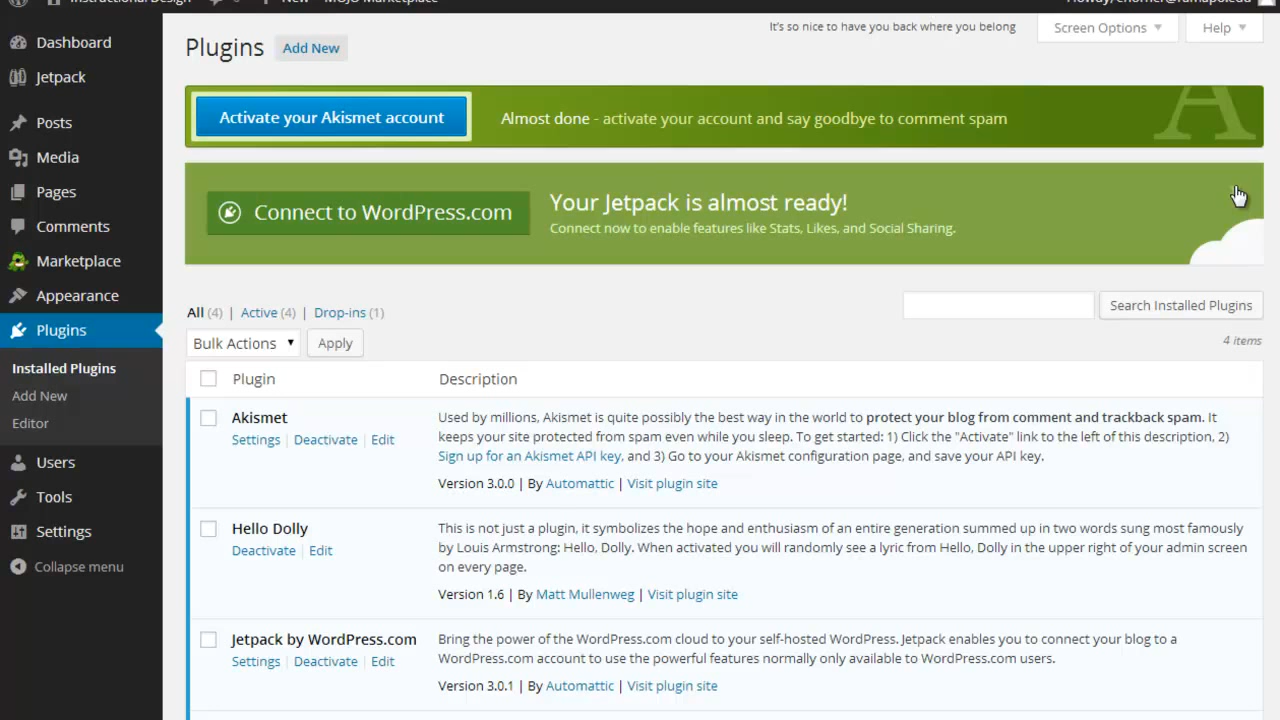 Instructional Design
New
MOJO Marketplace
It's so nice to have you back where you belong
Screen Options
Help
Dashboard
Jetpack
Posts
Media
Pages
Comments
Marketplace
Appearance
Plugins
Installed Plugins
Add New
Editor
Users
Tools
Settings
Collapse menu
Plugins Add New
Activate your Akismet account
Almost done - activate your account and say goodbye to comment spam
A
Connect to WordPress.com
Your Jetpack is almost ready!
Connect now to enable features like Stats, Likes, and Social Sharing.
All (4) | Active (4) | Drop-ins (1)
Search Installed Plugins
Bulk Actions
Apply
4 items
Plugin
Description
Akismet
Settings | Deactivate | Edit
Used by millions, Akismet is quite possibly the best way in the world to protect your blog from comment and trackback spam. It
keeps your site protected from spam even while you sleep. To get started: 1) Click the "Activate" link to the left of this description, 2)
Sign up for an Akismet API key, and 3) Go to your Akismet configuration page, and save your API key.
Version 3.0.0 | By Automattic | Visit plugin site
Hello Dolly
Deactivate | Edit
This is not just a plugin, it symbolizes the hope and enthusiasm of an entire generation summed up in two words sung most famously
by Louis Armstrong: Hello, Dolly. When activated you will randomly see a lyric from Hello, Dolly in the upper right of your admin screen
on every page.
Version 1.6 | By Matt Mullenweg | Visit plugin site
Jetpack by WordPress.com
Settings | Deactivate | Edit
Bring the power of the WordPress.com cloud to your self-hosted WordPress. Jetpack enables you to connect your blog to a
WordPress.com account to use the powerful features normally only available to WordPress.com users.
Version 3.0.1 | By Automattic | Visit plugin site